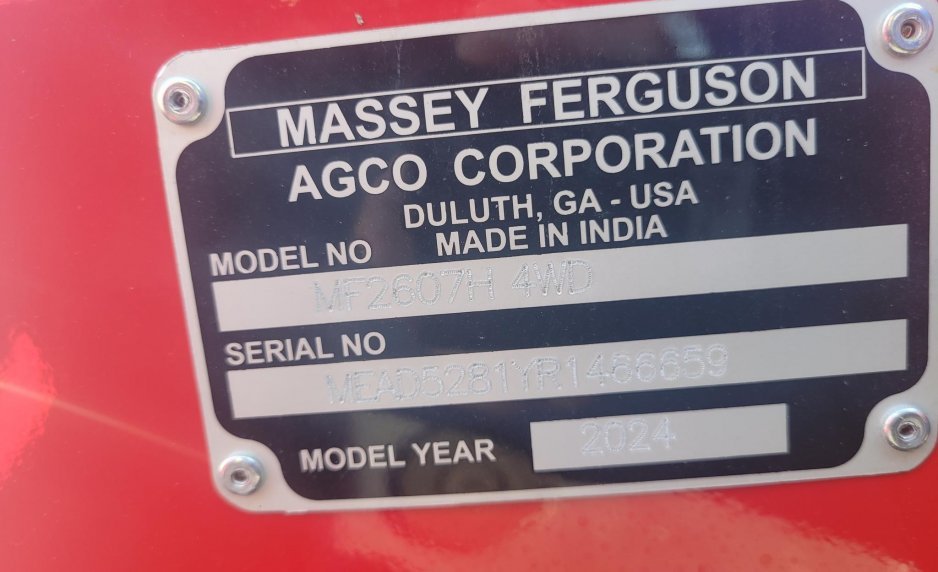 MASSEY FERGUSON
AGCO CORPORATION
DULUTH, GA - USA
MADE IN INDIA
MODEL NO
MF2607H 4WD
SERIAL NO
MEAD5281YR1466659
MODEL YEAR 2024